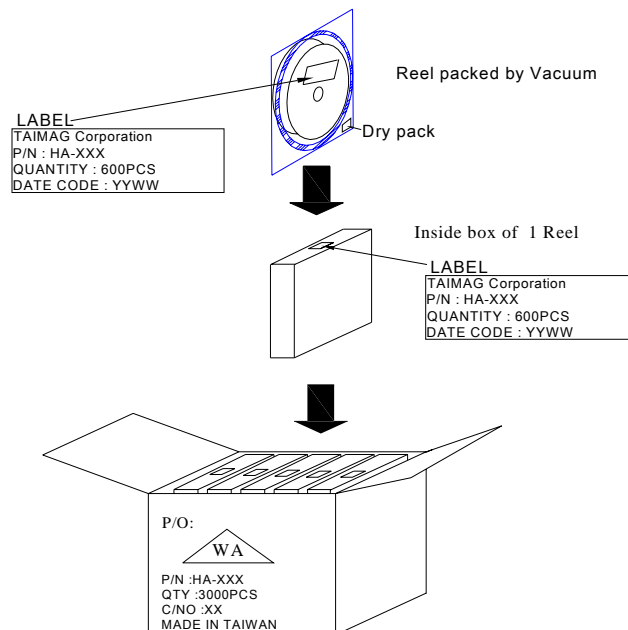 Reel packed by Vacuum
LABEL
TAIMAG Corporation
P/N : HA-XXX
QUANTITY : 600PCS
DATE CODE : YYWW
Dry pack
Inside box of 1 Reel
LABEL
TAIMAG Corporation
P/N : HA-XXX
QUANTITY : 600PCS
DATE CODE : YYWW
P/O:
WA
P/N :HA-XXX
QTY :3000PCS
C/NO :XX
MADE IN TAIWAN